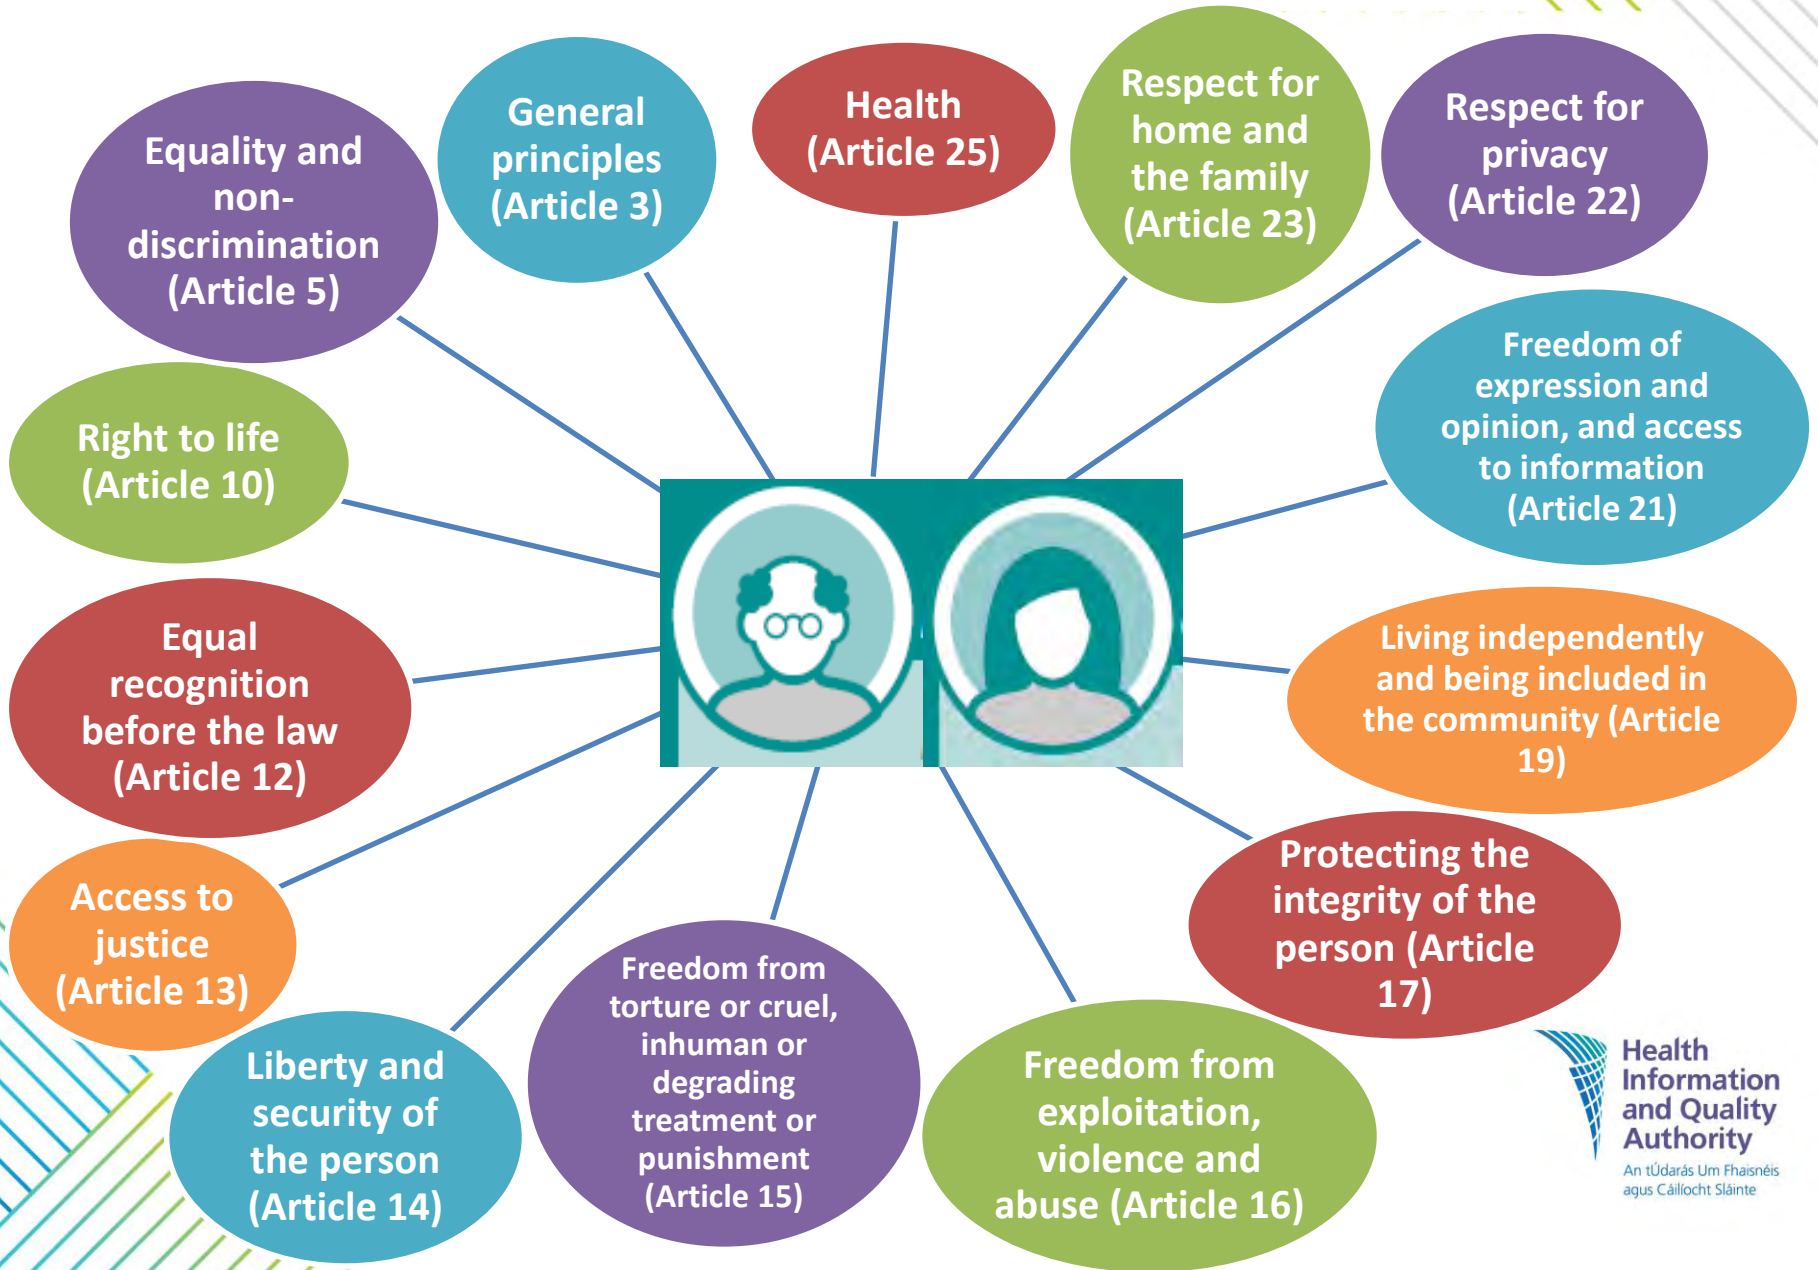 General
principles
(Article 3)
Health
(Article 25)
Respect for
home and
the family
(Article 23)
Respect for
privacy
(Article 22)
Equality and
non-
discrimination
(Article 5)
Freedom of
expression and
opinion, and access
to information
(Article 21)
Right to life
(Article 10)
Equal
recognition
before the law
(Article 12)
Living independently
and being included in
the community (Article
19)
Access to
justice
(Article 13)
Protecting the
integrity of the
person (Article
17)
Liberty and
security of
the person
(Article 14)
Freedom from
torture or cruel,
inhuman or
degrading
treatment or
punishment
(Article 15)
Freedom from
exploitation,
violence and
abuse (Article 16)
Health
Information
and Quality
Authority
An tÚdarás Um Fhaisnéis
agus Cáilíocht Sláinte